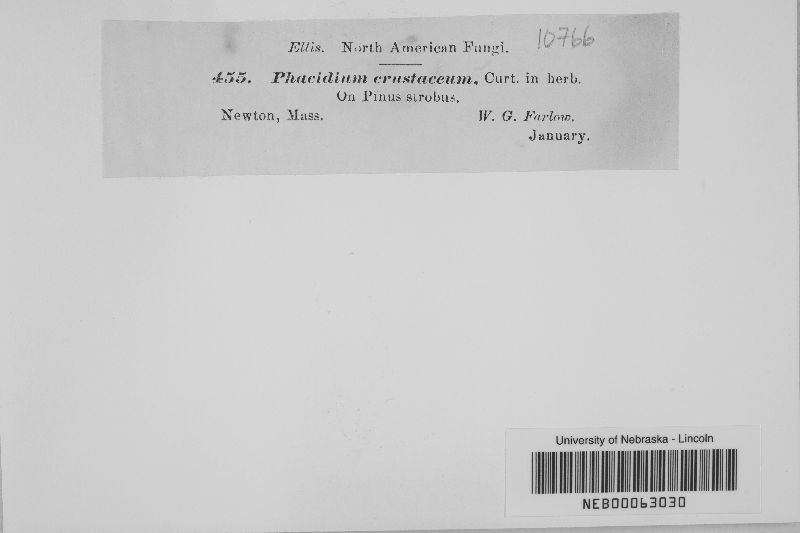 Ellis. North American Fungi. 10766
455. Phacidium crustaceum, Curt. in herb.
On Pinus strobus,
Newton, Mass. W. G. Farlow.
January.
University of Nebraska - Lincoln
NEB00063030